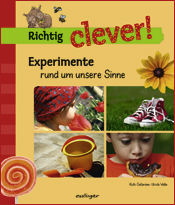 Richtig
clever!
Experimente
rund um unsere Sinne
esslinger